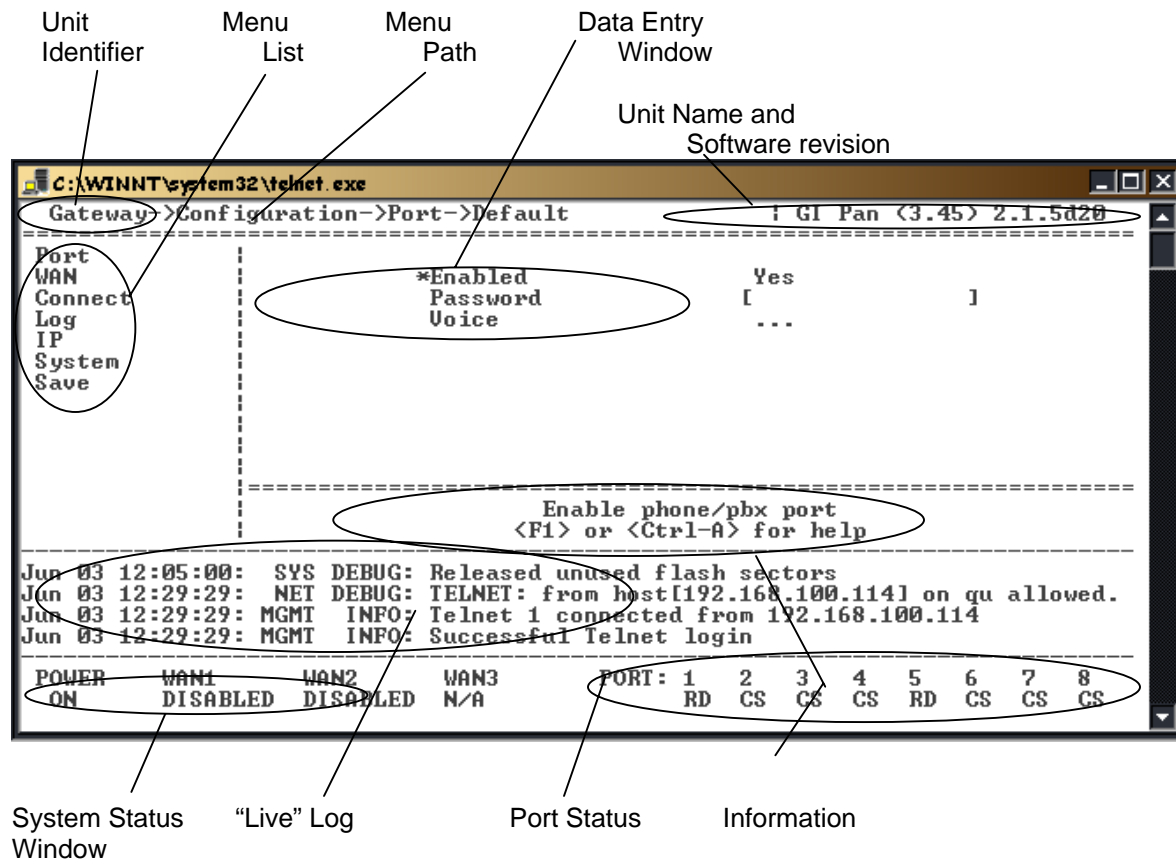 Unit Menu Menu Data Entry
Identifier List Path Window
Unit Name and
Software revision
C:\WINNT\system32\telnet.exe
Gateway->Configuration->Port->Default | GI Pan (3.45) 2.1.5d20
Port
WAN *Enabled Yes
Connect Password [ ]
Log Voice ...
IP
System
Save
Enable phone/pbx port
<F1> or <Ctrl-A> for help
Jun 03 12:05:00: SYS DEBUG: Released unused flash sectors
Jun 03 12:29:29: NET DEBUG: TELNET: from host[192.168.100.114] on qu allowed.
Jun 03 12:29:29: MGMT INFO: Telnet 1 connected from 192.168.100.114
Jun 03 12:29:29: MGMT INFO: Successful Telnet login
POWER WAN1 WAN2 WAN3 PORT: 1 2 3 4 5 6 7 8
ON DISABLED DISABLED N/A RD CS CS CS RD CS CS CS
System Status “Live” Log Port Status Information
Window